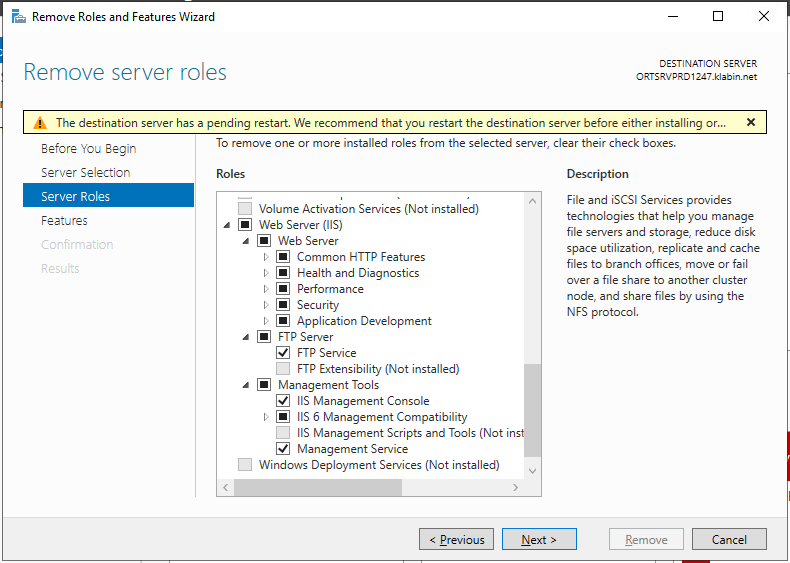 Remove Roles and Features Wizard
Remove server roles
DESTINATION SERVER
ORTSRVPRD1247.klabin.net
The destination server has a pending restart. We recommend that you restart the destination server before either installing or...
Before You Begin
Server Selection
Server Roles
Features
Confirmation
Results
To remove one or more installed roles from the selected server, clear their check boxes.
Roles
Volume Activation Services (Not installed)
Web Server (IIS)
Web Server
Common HTTP Features
Health and Diagnostics
Performance
Security
Application Development
FTP Server
FTP Service
FTP Extensibility (Not installed)
Management Tools
IIS Management Console
IIS 6 Management Compatibility
IIS Management Scripts and Tools (Not inst
Management Service
Windows Deployment Services (Not installed)
Description
File and iSCSI Services provides
technologies that help you manage
file servers and storage, reduce disk
space utilization, replicate and cache
files to branch offices, move or fail
over a file share to another cluster
node, and share files by using the
NFS protocol.
< Previous
Next >
Remove
Cancel